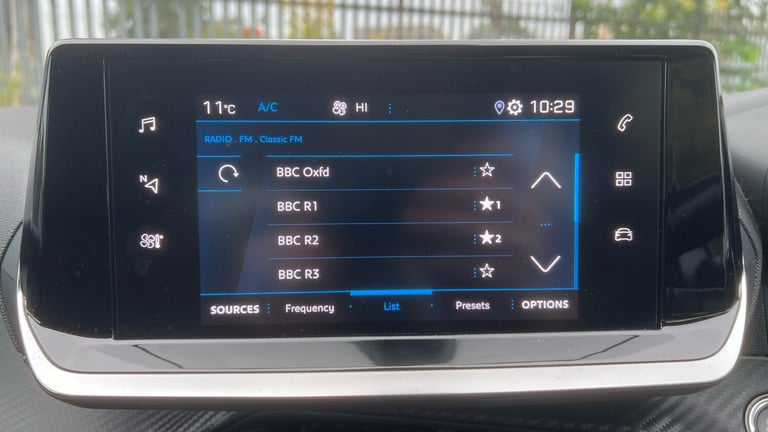 11°C A/C HI 10:29
RADIO . FM . Classic FM
BBC Oxfd
BBC R1 1
BBC R2 2
BBC R3
SOURCES Frequency List Presets OPTIONS
N